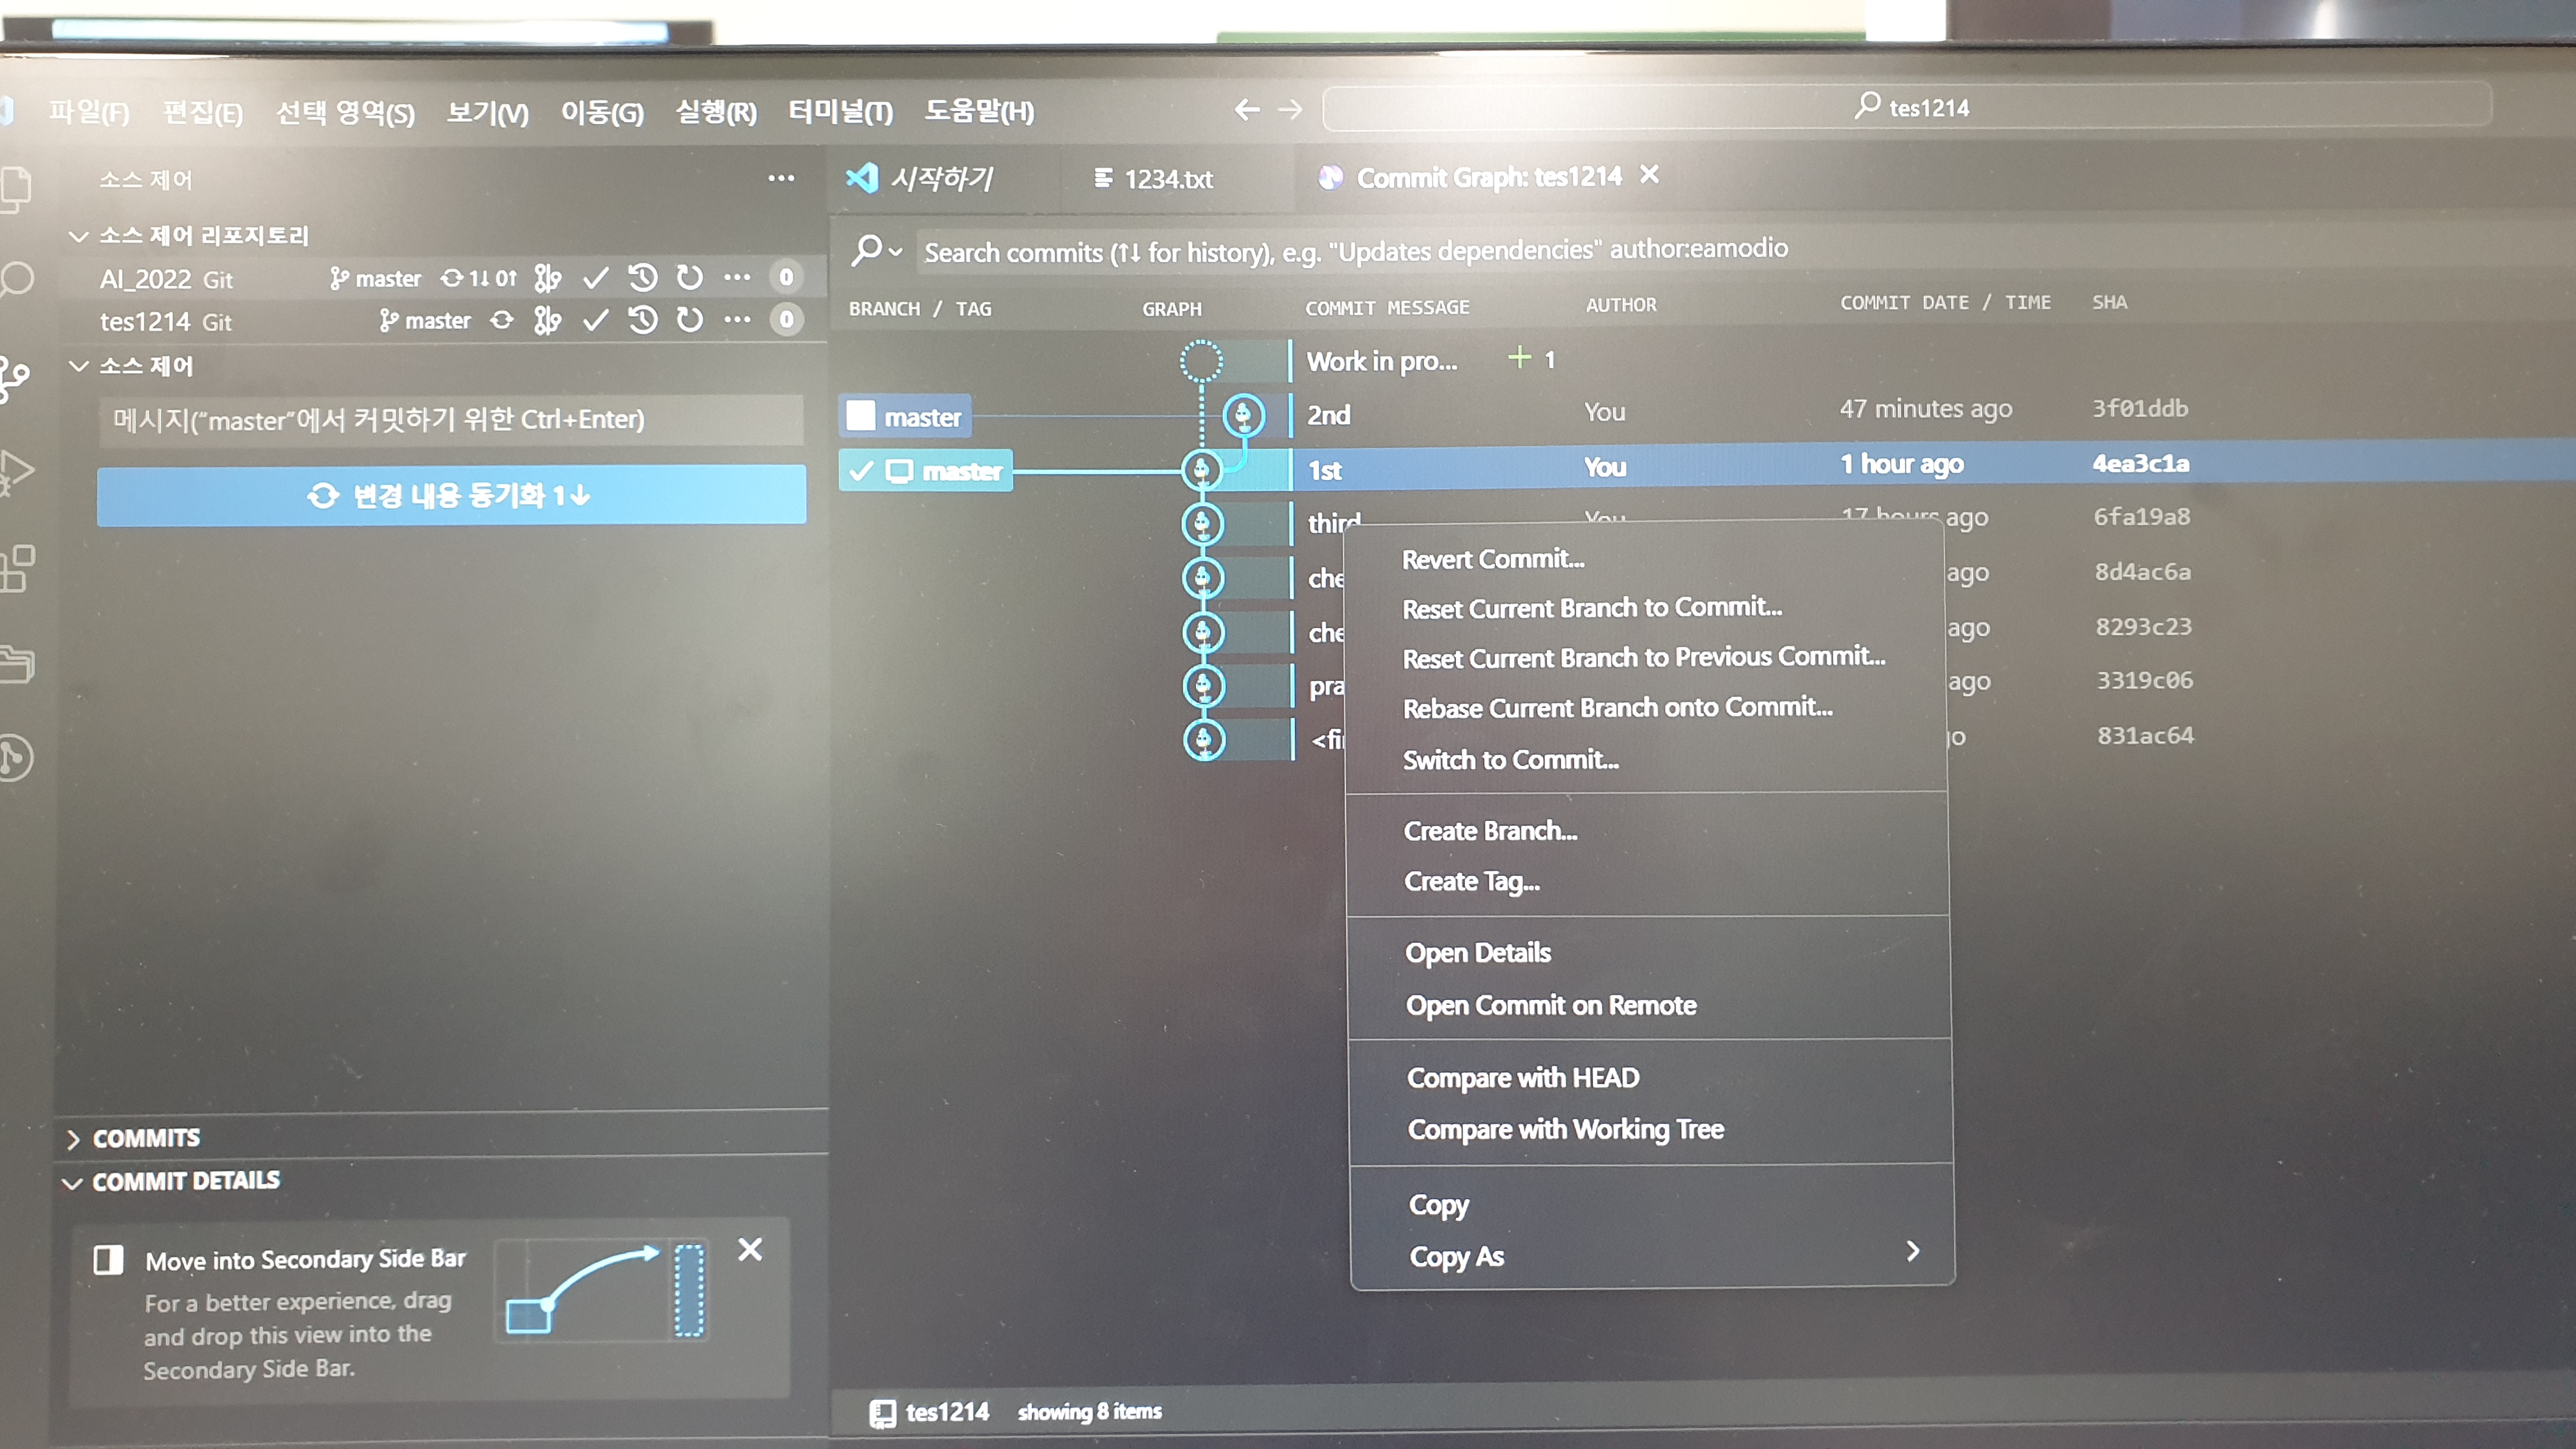 파일(F) 편집(E) 선택 영역(S) 보기(V) 이동(G) 실행(R) 터미널(T) 도움말(H) tes1214
소스 제어
소스 제어 리포지토리
AI_2022 Git master 1↓ 0↑ 0
tes1214 Git master 0
소스 제어
메시지("master"에서 커밋하기 위한 Ctrl+Enter)
변경 내용 동기화 1↓
COMMITS
COMMIT DETAILS
Move into Secondary Side Bar
For a better experience, drag
and drop this view into the
Secondary Side Bar.
시작하기 1234.txt Commit Graph: tes1214
Search commits (↑↓ for history), e.g. "Updates dependencies" author:eamodio
BRANCH / TAG GRAPH COMMIT MESSAGE AUTHOR COMMIT DATE / TIME SHA
Work in pro... + 1
master 2nd You 47 minutes ago 3f01ddb
master 1st You 1 hour ago 4ea3c1a
third You 17 hours ago 6fa19a8
che ago 8d4ac6a
che ago 8293c23
pra ago 3319c06
<fi o 831ac64
Revert Commit...
Reset Current Branch to Commit...
Reset Current Branch to Previous Commit...
Rebase Current Branch onto Commit...
Switch to Commit...
Create Branch...
Create Tag...
Open Details
Open Commit on Remote
Compare with HEAD
Compare with Working Tree
Copy
Copy As
tes1214 showing 8 items